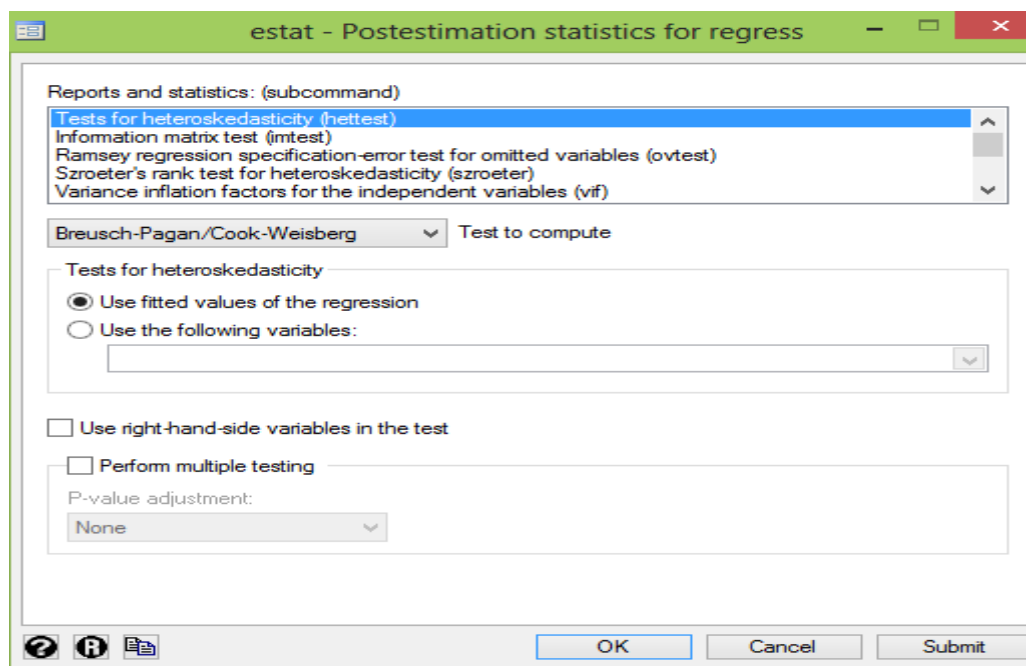 estat - Postestimation statistics for regress
Reports and statistics: (subcommand)
Tests for heteroskedasticity (hettest)
Information matrix test (imtest)
Ramsey regression specification-error test for omitted variables (ovtest)
Szroeter's rank test for heteroskedasticity (szroeter)
Variance inflation factors for the independent variables (vif)
Breusch-Pagan/Cook-Weisberg Test to compute
Tests for heteroskedasticity
Use fitted values of the regression
Use the following variables:
Use right-hand-side variables in the test
Perform multiple testing
P-value adjustment:
None
? R OK Cancel Submit